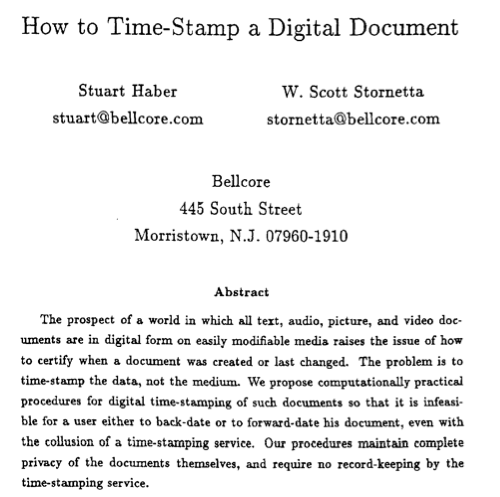 How to Time-Stamp a Digital Document
Stuart Haber W. Scott Stornetta
stuart@bellcore.com stornetta@bellcore.com
Bellcore
445 South Street
Morristown, N.J. 07960-1910
Abstract
The prospect of a world in which all text, audio, picture, and video doc-
uments are in digital form on easily modifiable media raises the issue of how
to certify when a document was created or last changed. The problem is to
time-stamp the data, not the medium. We propose computationally practical
procedures for digital time-stamping of such documents so that it is infeasi-
ble for a user either to back-date or to forward-date his document, even with
the collusion of a time-stamping service. Our procedures maintain complete
privacy of the documents themselves, and require no record-keeping by the
time-stamping service.